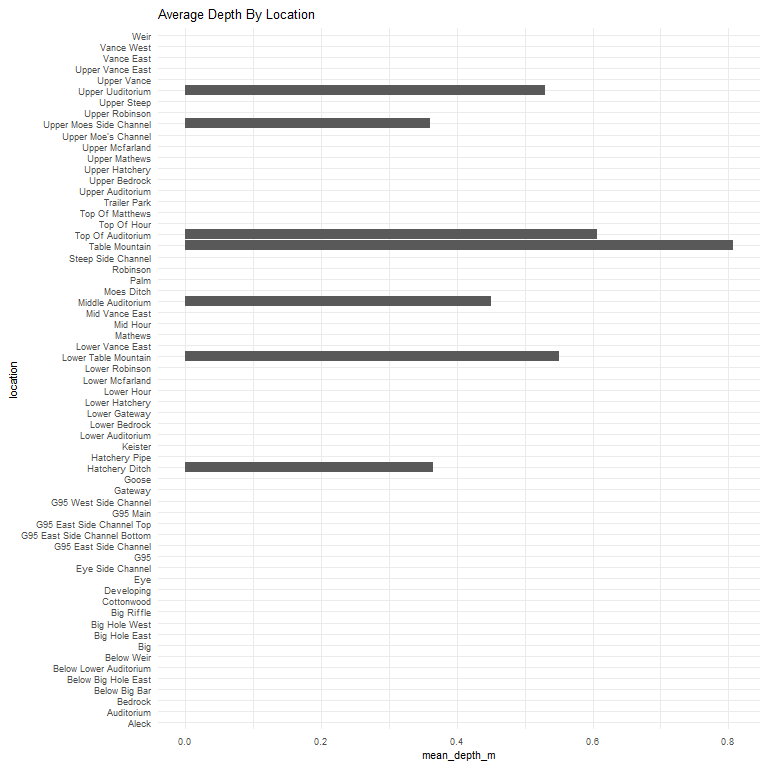 Average Depth By Location
Weir
Vance West
Vance East
Upper Vance East
Upper Vance
Upper Uuditorium
Upper Steep
Upper Robinson
Upper Moes Side Channel
Upper Moe's Channel
Upper Mcfarland
Upper Mathews
Upper Hatchery
Upper Bedrock
Upper Auditorium
Trailer Park
Top Of Matthews
Top Of Hour
Top Of Auditorium
Table Mountain
Steep Side Channel
Robinson
Palm
Moes Ditch
Middle Auditorium
Mid Vance East
Mid Hour
Mathews
Lower Vance East
Lower Table Mountain
Lower Robinson
Lower Mcfarland
Lower Hour
Lower Hatchery
Lower Gateway
Lower Bedrock
Lower Auditorium
Keister
Hatchery Pipe
Hatchery Ditch
Goose
Gateway
G95 West Side Channel
G95 Main
G95 East Side Channel Top
G95 East Side Channel Bottom
G95 East Side Channel
G95
Eye Side Channel
Eye
Developing
Cottonwood
Big Riffle
Big Hole West
Big Hole East
Big
Below Weir
Below Lower Auditorium
Below Big Hole East
Below Big Bar
Bedrock
Auditorium
Aleck
location
0.0 0.2 0.4 0.6 0.8
mean_depth_m